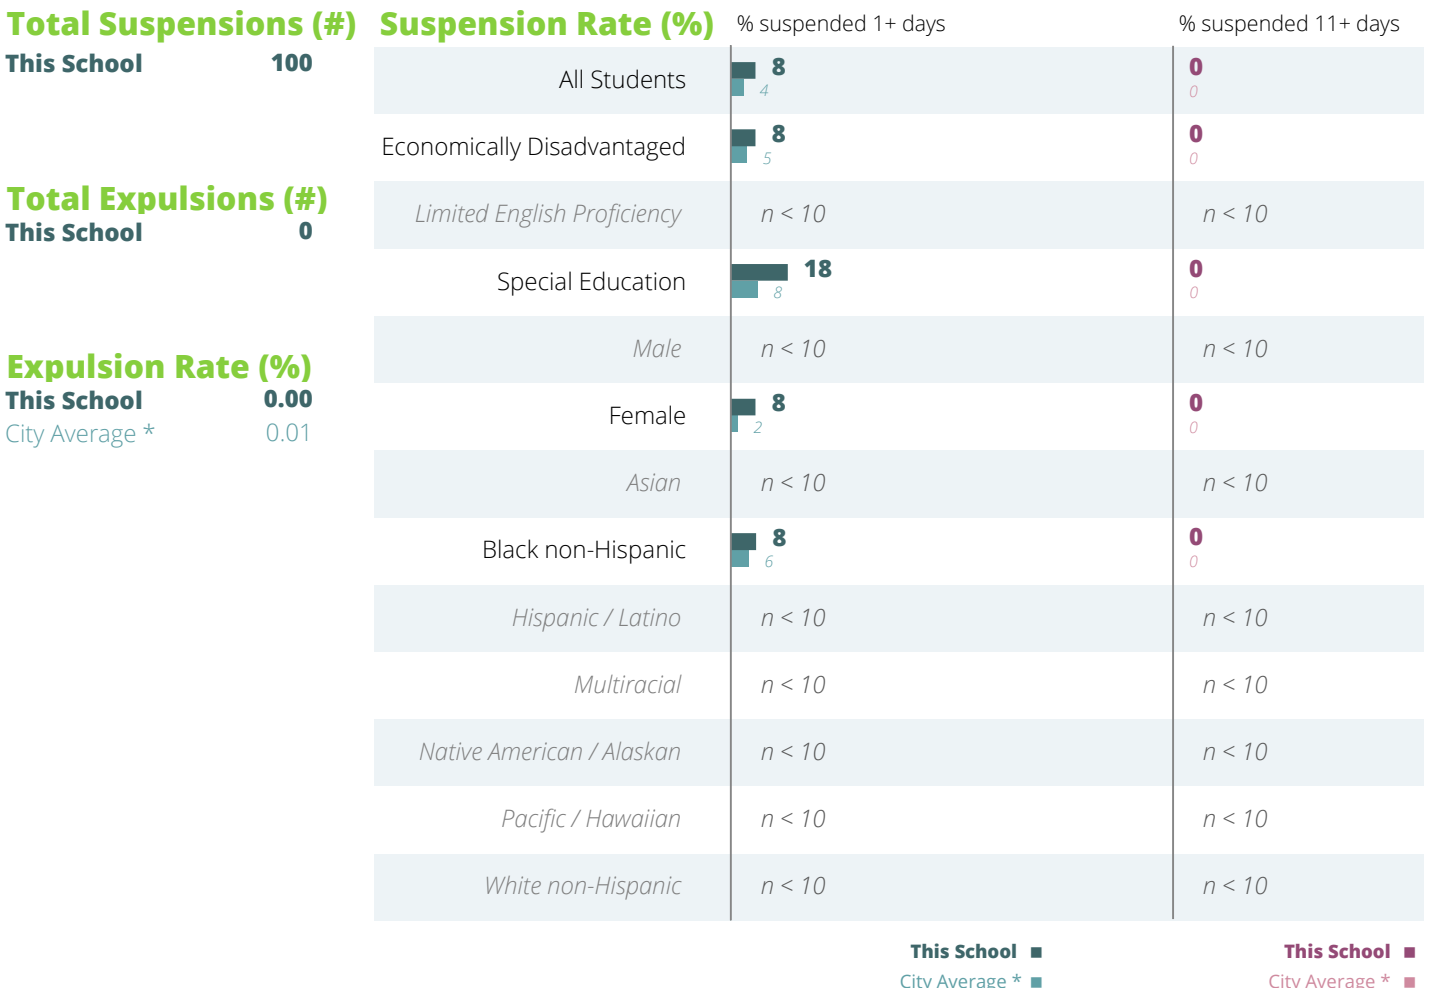 Total Suspensions (#)
This School 100
Total Expulsions (#)
This School 0
Expulsion Rate (%)
This School 0.00
City Average * 0.01
Suspension Rate (%) % suspended 1+ days % suspended 11+ days
All Students 8 0
4 0
Economically Disadvantaged 8 0
5 0
Limited English Proficiency n < 10 n < 10
Special Education 18 0
8 0
Male n < 10 n < 10
Female 8 0
2 0
Asian n < 10 n < 10
Black non-Hispanic 8 0
6 0
Hispanic / Latino n < 10 n < 10
Multiracial n < 10 n < 10
Native American / Alaskan n < 10 n < 10
Pacific / Hawaiian n < 10 n < 10
White non-Hispanic n < 10 n < 10
This School This School
City Average * City Average *